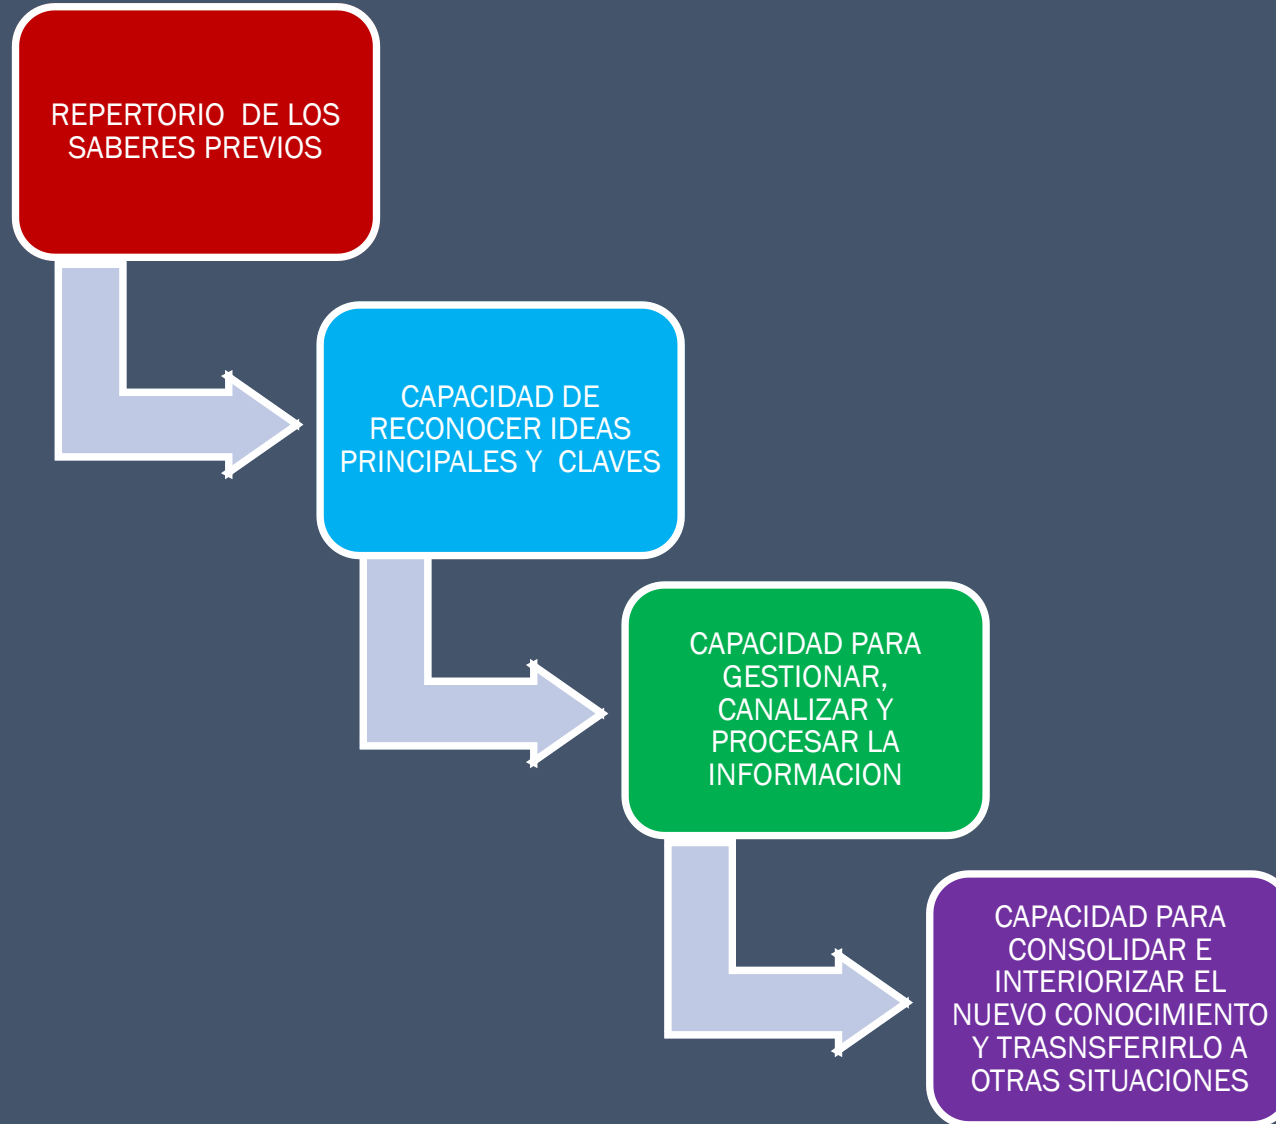 REPERTORIO DE LOS
SABERES PREVIOS
CAPACIDAD DE
RECONOCER IDEAS
PRINCIPALES Y CLAVES
CAPACIDAD PARA
GESTIONAR,
CANALIZAR Y
PROCESAR LA
INFORMACION
CAPACIDAD PARA
CONSOLIDAR E
INTERIORIZAR EL
NUEVO CONOCIMIENTO
Y TRASNSFERIRLO A
OTRAS SITUACIONES